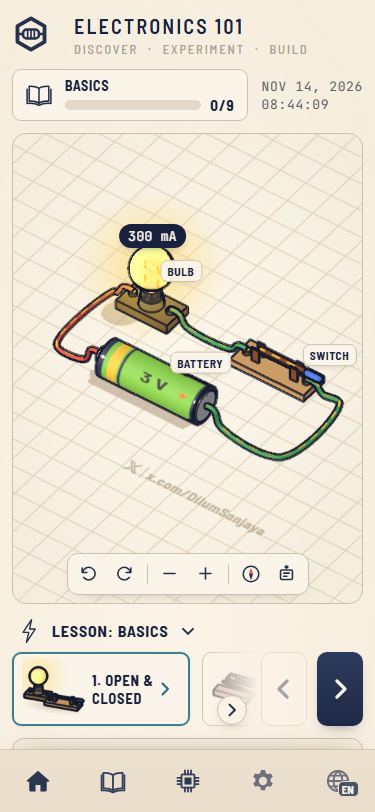 ELECTRONICS 101
DISCOVER · EXPERIMENT · BUILD
BASICS
0/9
NOV 14, 2026
08:44:09
300 mA
BULB
BATTERY
SWITCH
3 V
x.com/DilumSanjaya
LESSON: BASICS
1. OPEN &
CLOSED
EN